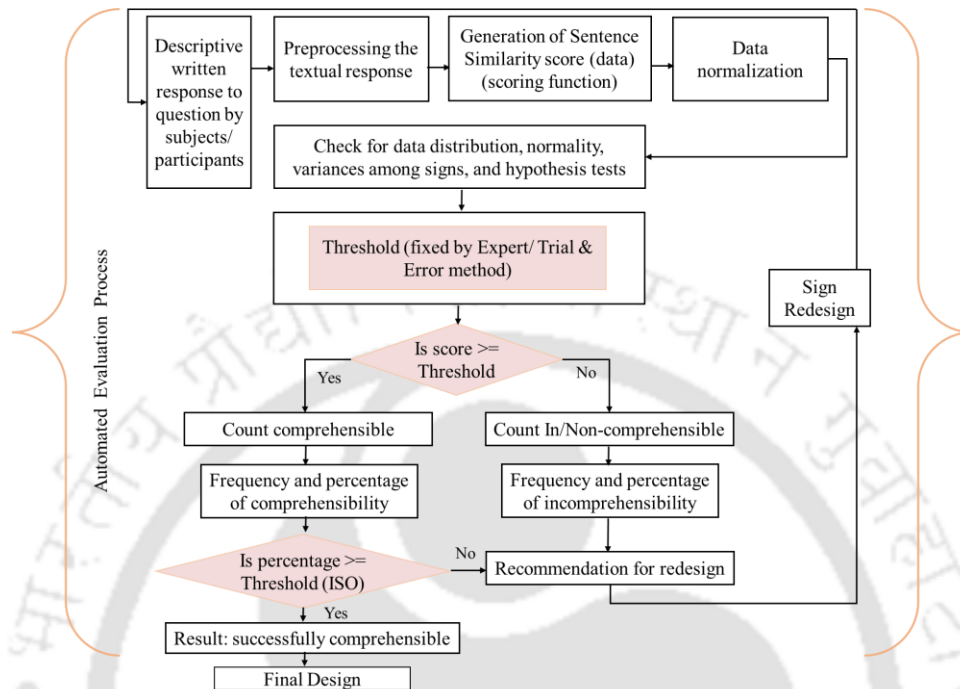 Descriptive
written
response to
question by
subjects/
participants
Preprocessing the
textual response
Generation of Sentence
Similarity score (data)
(scoring function)
Data
normalization
Check for data distribution, normality,
variances among signs, and hypothesis tests
Threshold (fixed by Expert/ Trial &
Error method)
Automated Evaluation Process
Sign
Redesign
Is score >=
Threshold
Yes
No
Count comprehensible
Count In/Non-comprehensible
Frequency and percentage
of comprehensibility
Frequency and percentage
of incomprehensibility
Is percentage >=
Threshold (ISO)
No
Recommendation for redesign
Yes
Result: successfully comprehensible
Final Design